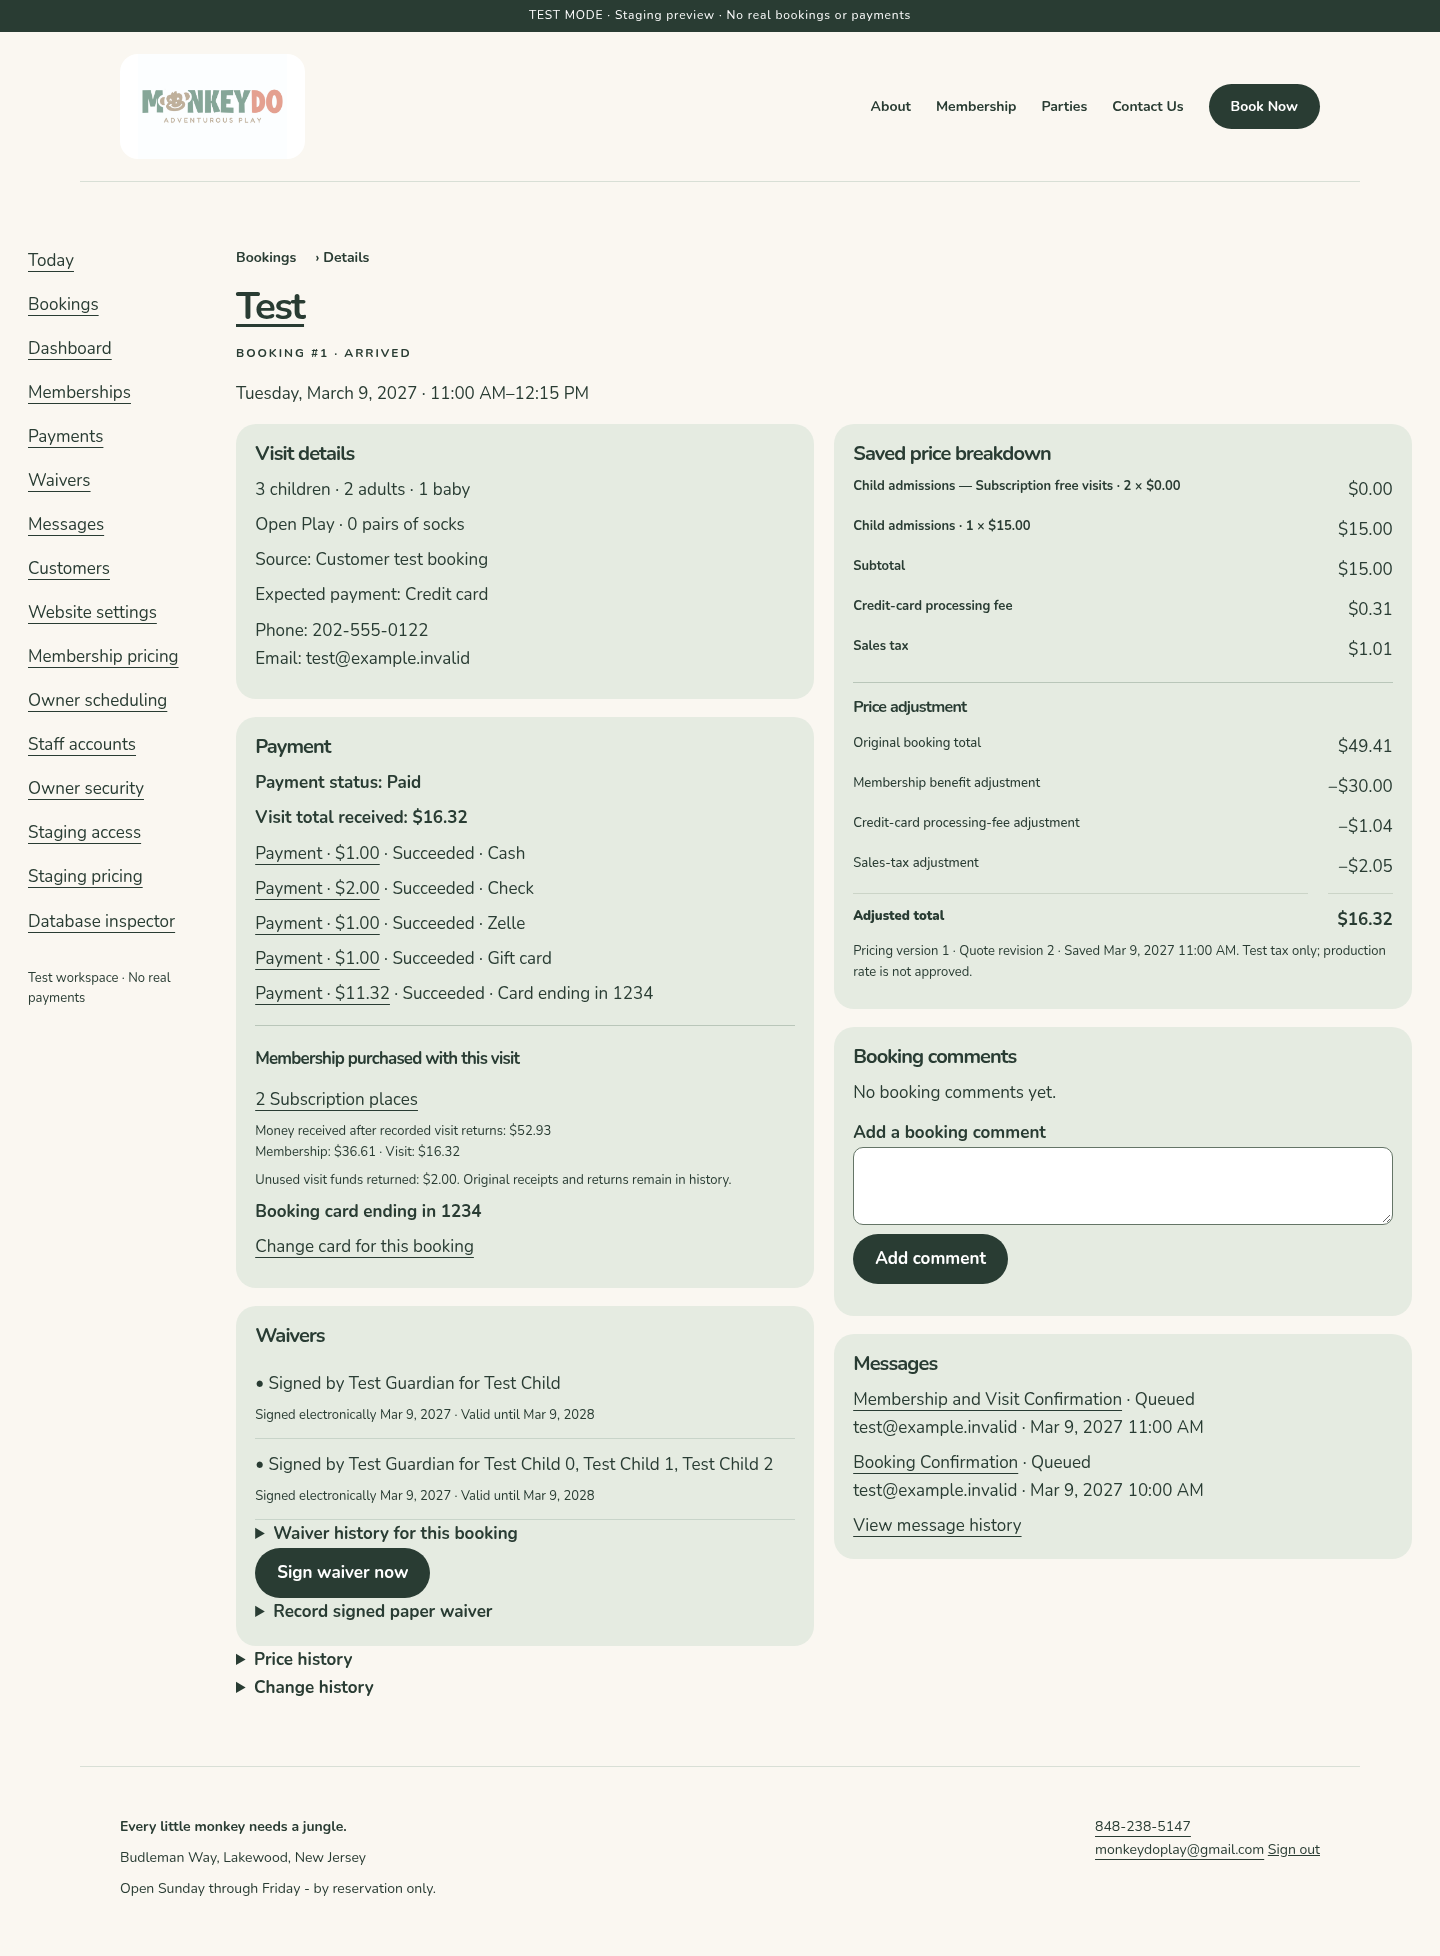 TEST MODE · Staging preview · No real bookings or payments
MONKEYDO
ADVENTUROUS PLAY
About Membership Parties Contact Us Book Now
Today
Bookings
Dashboard
Memberships
Payments
Waivers
Messages
Customers
Website settings
Membership pricing
Owner scheduling
Staff accounts
Owner security
Staging access
Staging pricing
Database inspector
Test workspace · No real
payments
Bookings › Details
Test
BOOKING #1 · ARRIVED
Tuesday, March 9, 2027 · 11:00 AM–12:15 PM
Visit details
3 children · 2 adults · 1 baby
Open Play · 0 pairs of socks
Source: Customer test booking
Expected payment: Credit card
Phone: 202-555-0122
Email: test@example.invalid
Payment
Payment status: Paid
Visit total received: $16.32
Payment · $1.00 · Succeeded · Cash
Payment · $2.00 · Succeeded · Check
Payment · $1.00 · Succeeded · Zelle
Payment · $1.00 · Succeeded · Gift card
Payment · $11.32 · Succeeded · Card ending in 1234
Membership purchased with this visit
2 Subscription places
Money received after recorded visit returns: $52.93
Membership: $36.61 · Visit: $16.32
Unused visit funds returned: $2.00. Original receipts and returns remain in history.
Booking card ending in 1234
Change card for this booking
Waivers
• Signed by Test Guardian for Test Child
Signed electronically Mar 9, 2027 · Valid until Mar 9, 2028
• Signed by Test Guardian for Test Child 0, Test Child 1, Test Child 2
Signed electronically Mar 9, 2027 · Valid until Mar 9, 2028
▶ Waiver history for this booking
Sign waiver now
▶ Record signed paper waiver
▶ Price history
▶ Change history
Saved price breakdown
Child admissions — Subscription free visits · 2 × $0.00 $0.00
Child admissions · 1 × $15.00 $15.00
Subtotal $15.00
Credit-card processing fee $0.31
Sales tax $1.01
Price adjustment
Original booking total $49.41
Membership benefit adjustment −$30.00
Credit-card processing-fee adjustment −$1.04
Sales-tax adjustment −$2.05
Adjusted total $16.32
Pricing version 1 · Quote revision 2 · Saved Mar 9, 2027 11:00 AM. Test tax only; production
rate is not approved.
Booking comments
No booking comments yet.
Add a booking comment
Add comment
Messages
Membership and Visit Confirmation · Queued
test@example.invalid · Mar 9, 2027 11:00 AM
Booking Confirmation · Queued
test@example.invalid · Mar 9, 2027 10:00 AM
View message history
Every little monkey needs a jungle.
Budleman Way, Lakewood, New Jersey
Open Sunday through Friday - by reservation only.
848-238-5147
monkeydoplay@gmail.com Sign out